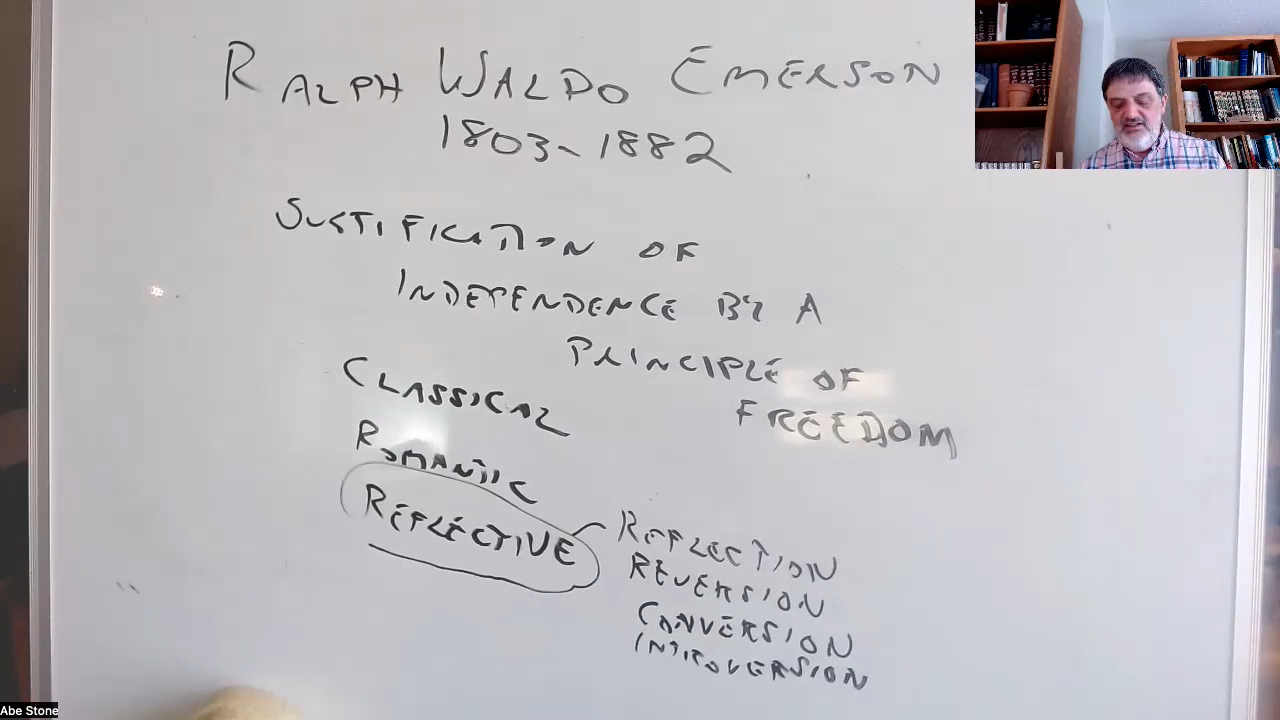 RALPH WALDO EMERSON
1803-1882
JUSTIFICATION OF
INDEPENDENCE BY A
PRINCIPLE OF
FREEDOM
CLASSICAL
ROMANTIC
REFLECTIVE
REFLECTION
REVERSION
CONVERSION
INTROVERSION
Abe Stone